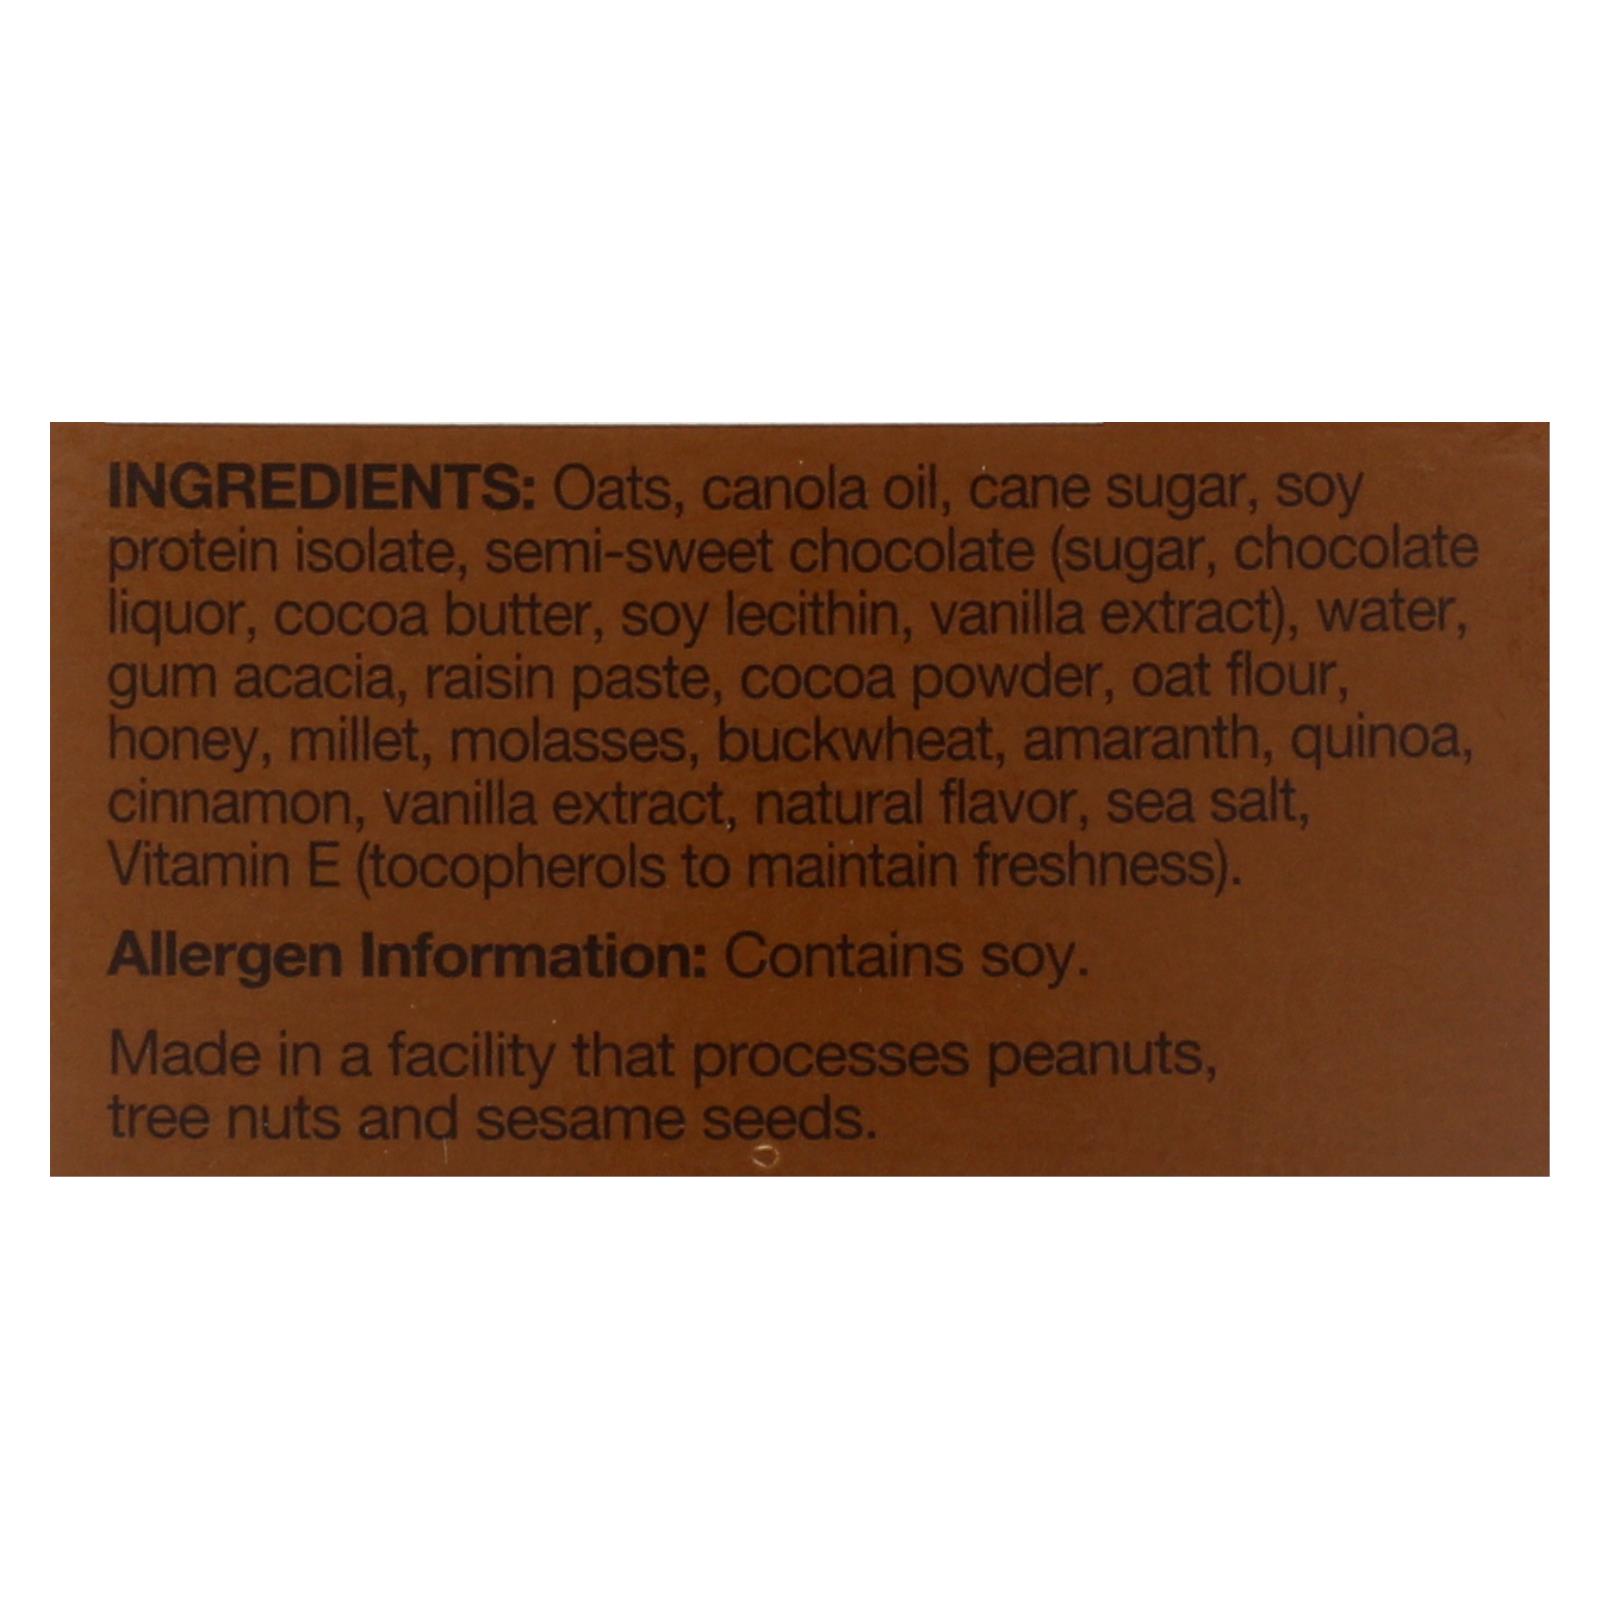 INGREDIENTS: Oats, canola oil, cane sugar, soy
protein isolate, semi-sweet chocolate (sugar, chocolate
liquor, cocoa butter, soy lecithin, vanilla extract), water,
gum acacia, raisin paste, cocoa powder, oat flour,
honey, millet, molasses, buckwheat, amaranth, quinoa,
cinnamon, vanilla extract, natural flavor, sea salt,
Vitamin E (tocopherols to maintain freshness).
Allergen Information: Contains soy.
Made in a facility that processes peanuts,
tree nuts and sesame seeds.